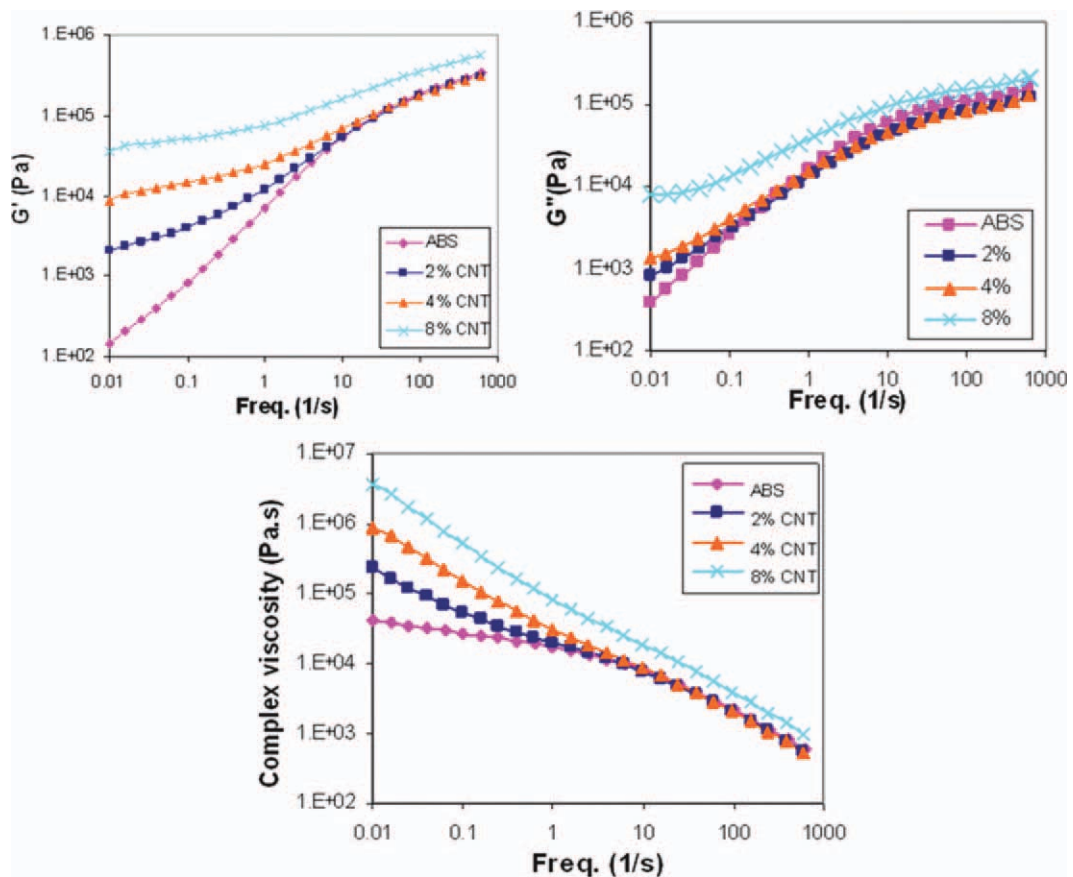 1.E+06
1.E+05
1.E+04
1.E+03
1.E+02
G' (Pa)
ABS
2% CNT
4% CNT
8% CNT
0.01 0.1 1 10 100 1000
Freq. (1/s)
1.E+06
1.E+05
1.E+04
1.E+03
1.E+02
G"(Pa)
ABS
2%
4%
8%
0.01 0.1 1 10 100 1000
Freq. (1/s)
1.E+07
1.E+06
1.E+05
1.E+04
1.E+03
1.E+02
Complex viscosity (Pa.s)
ABS
2% CNT
4% CNT
8% CNT
0.01 0.1 1 10 100 1000
Freq. (1/s)